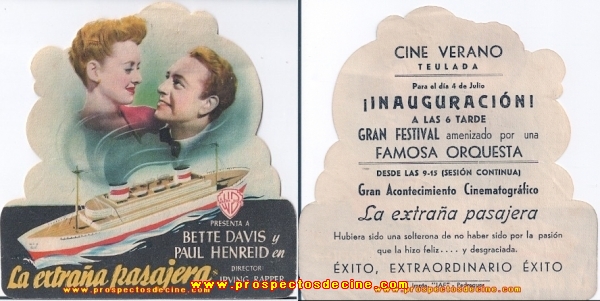 PRESENTA A
BETTE DAVIS y
PAUL HENREID en
DIRECTOR:
IRVING RAPPER
La extraña pasajera
www.prospectosdecine.com
CINE VERANO
TEULADA
Para el día 4 de Julio
¡INAUGURACIÓN!
A LAS 6 TARDE
GRAN FESTIVAL amenizado por una
FAMOSA ORQUESTA
DESDE LAS 9-15 (SESIÓN CONTINUA)
Gran Acontecimiento Cinematográfico
La extraña pasajera
Hubiera sido una solterona de no haber sido por la pasión
que la hizo feliz.... y desgraciada.
ÉXITO, EXTRAORDINARIO ÉXITO
www.prospectosdecine.com